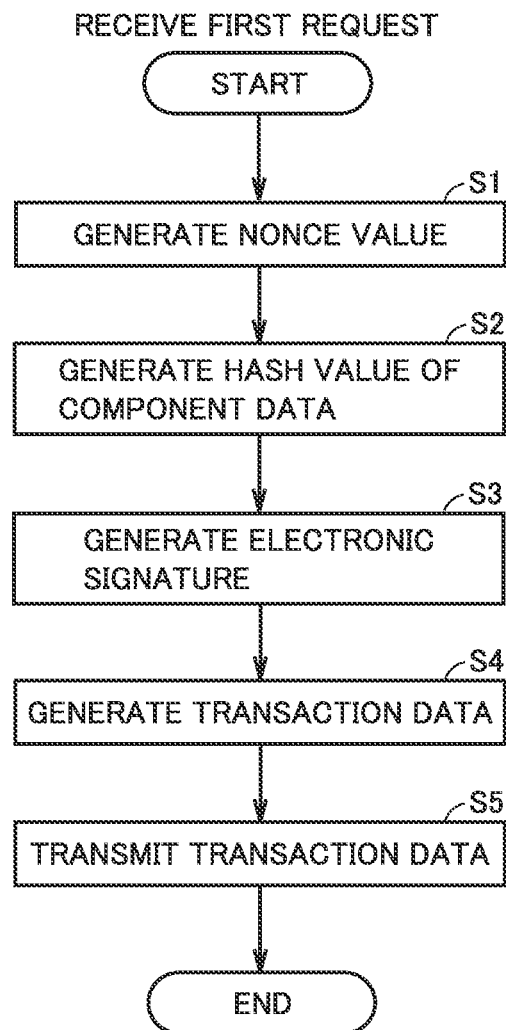 RECEIVE FIRST REQUEST
START
S1
GENERATE NONCE VALUE
S2
GENERATE HASH VALUE OF
COMPONENT DATA
S3
GENERATE ELECTRONIC
SIGNATURE
S4
GENERATE TRANSACTION DATA
S5
TRANSMIT TRANSACTION DATA
END